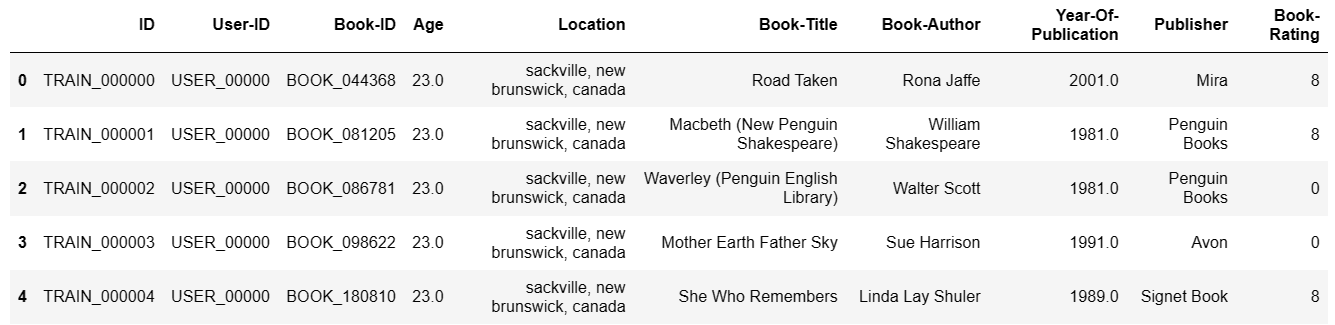 ID User-ID Book-ID Age Location Book-Title Book-Author Year-Of-Publication Publisher Book-Rating
0 TRAIN_000000 USER_00000 BOOK_044368 23.0 sackville, new brunswick, canada Road Taken Rona Jaffe 2001.0 Mira 8
1 TRAIN_000001 USER_00000 BOOK_081205 23.0 sackville, new brunswick, canada Macbeth (New Penguin Shakespeare) William Shakespeare 1981.0 Penguin Books 8
2 TRAIN_000002 USER_00000 BOOK_086781 23.0 sackville, new brunswick, canada Waverley (Penguin English Library) Walter Scott 1981.0 Penguin Books 0
3 TRAIN_000003 USER_00000 BOOK_098622 23.0 sackville, new brunswick, canada Mother Earth Father Sky Sue Harrison 1991.0 Avon 0
4 TRAIN_000004 USER_00000 BOOK_180810 23.0 sackville, new brunswick, canada She Who Remembers Linda Lay Shuler 1989.0 Signet Book 8